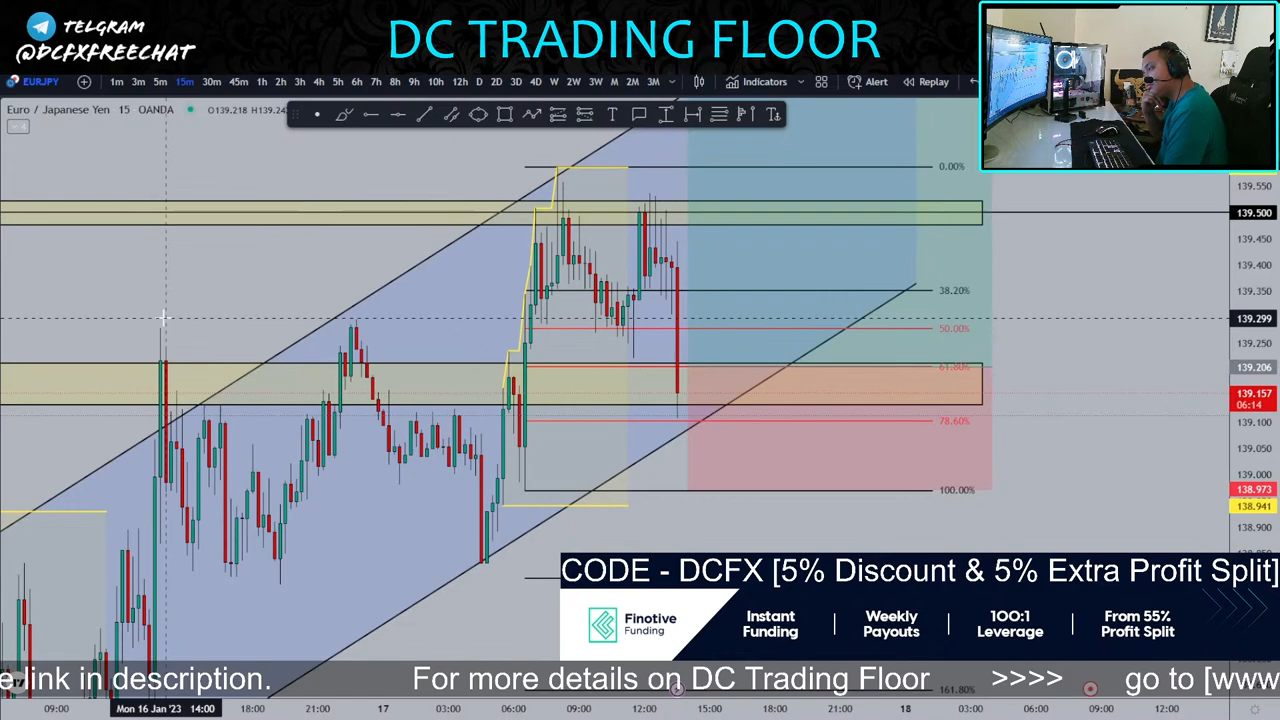 TELGRAM
@DCFXFREECHAT
DC TRADING FLOOR
EURJPY
1m 3m 5m 15m 30m 45m 1h 2h 3h 4h 5h 6h 7h 8h 9h 10h 12h D 2D 3D 4D W 2W 3W M 2M 3M
Indicators
Alert
Replay
Euro / Japanese Yen 15 OANDA
O139.218
4
T
0.00%
38.20%
50.00%
61.80%
78.60%
100.00%
161.80%
139.550
139.500
139.450
139.400
139.350
139.299
139.250
139.206
139.157
06:14
139.100
139.050
139.000
138.973
138.941
138.900
CODE - DCFX [5% Discount & 5% Extra Profit Split]
Finotive
Funding
Instant
Funding
Weekly
Payouts
100:1
Leverage
From 55%
Profit Split
e link in description.
For more details on DC Trading Floor
>>>>
go to [www
09:00
Mon 16 Jan '23 14:00
18:00
21:00
17
03:00
06:00
09:00
12:00
15:00
18
03:00
06:00
09:00
12:00